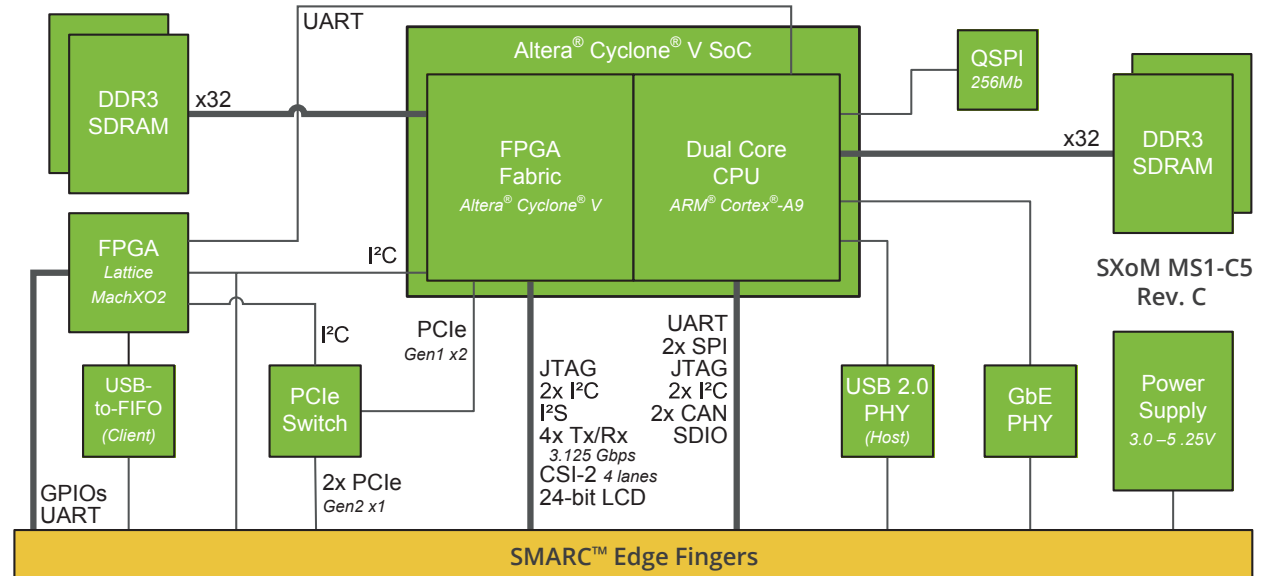 UART
Altera® Cyclone® V SoC
DDR3
SDRAM
x32
FPGA
Fabric
Altera® Cyclone® V
Dual Core
CPU
ARM® Cortex®-A9
QSPI
256Mb
x32
DDR3
SDRAM
SXoM MS1-C5
Rev. C
FPGA
Lattice
MachXO2
I²C
I²C
PCIe
Gen1 x2
USB-
to-FIFO
(Client)
PCIe
Switch
JTAG
2x I²C
I²S
4x Tx/Rx
3.125 Gbps
CSI-2 4 lanes
24-bit LCD
UART
2x SPI
JTAG
2x I²C
2x CAN
SDIO
USB 2.0
PHY
(Host)
GbE
PHY
Power
Supply
3.0 –5 .25V
GPIOs
UART
2x PCIe
Gen2 x1
SMARC™ Edge Fingers